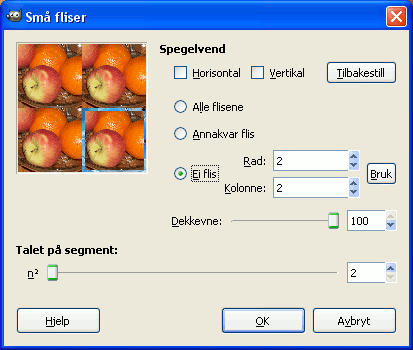 Små fliser
Spegelvend
Horisontal Vertikal Tilbakestill
Alle flisene
Annakvar flis
Ei flis
Rad: 2
Kolonne: 2
Bruk
Dekkevne: 100
Talet på segment:
n² 2
Hjelp OK Avbryt